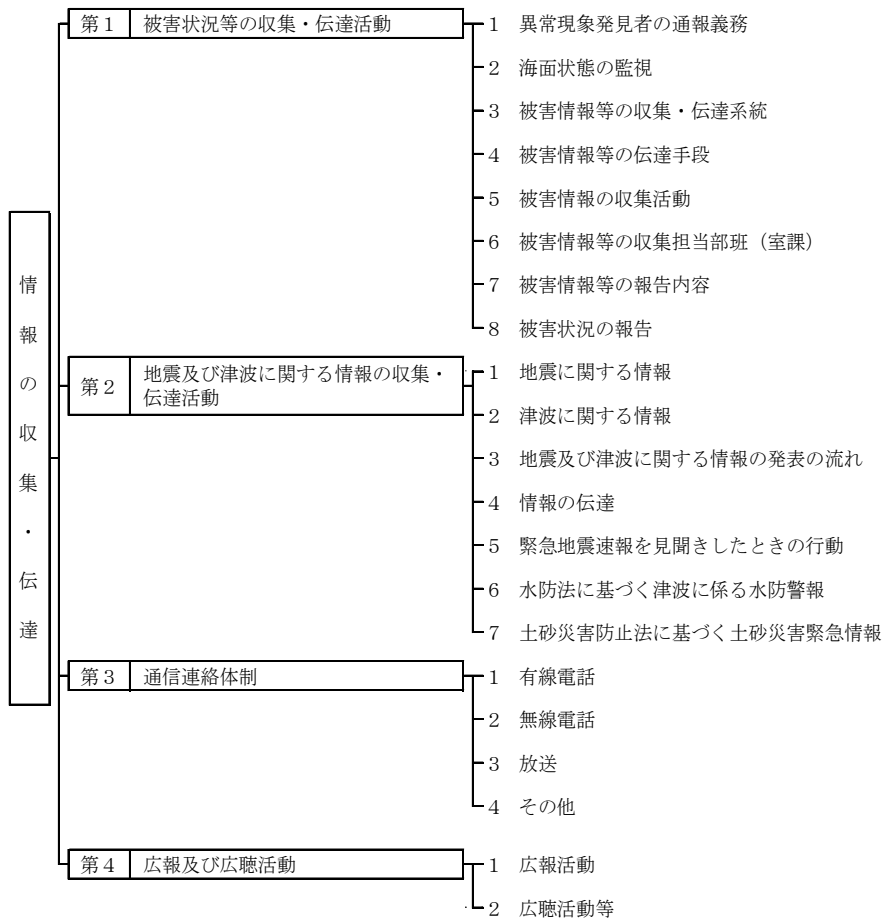 情報の収集・伝達
第1 被害状況等の収集・伝達活動
1 異常現象発見者の通報義務
2 海面状態の監視
3 被害情報等の収集・伝達系統
4 被害情報等の伝達手段
5 被害情報の収集活動
6 被害情報等の収集担当部班（室課）
7 被害情報等の報告内容
8 被害状況の報告
第2 地震及び津波に関する情報の収集・
伝達活動
1 地震に関する情報
2 津波に関する情報
3 地震及び津波に関する情報の発表の流れ
4 情報の伝達
5 緊急地震速報を見聞きしたときの行動
6 水防法に基づく津波に係る水防警報
7 土砂災害防止法に基づく土砂災害緊急情報
第3 通信連絡体制
1 有線電話
2 無線電話
3 放送
4 その他
第4 広報及び広聴活動
1 広報活動
2 広聴活動等